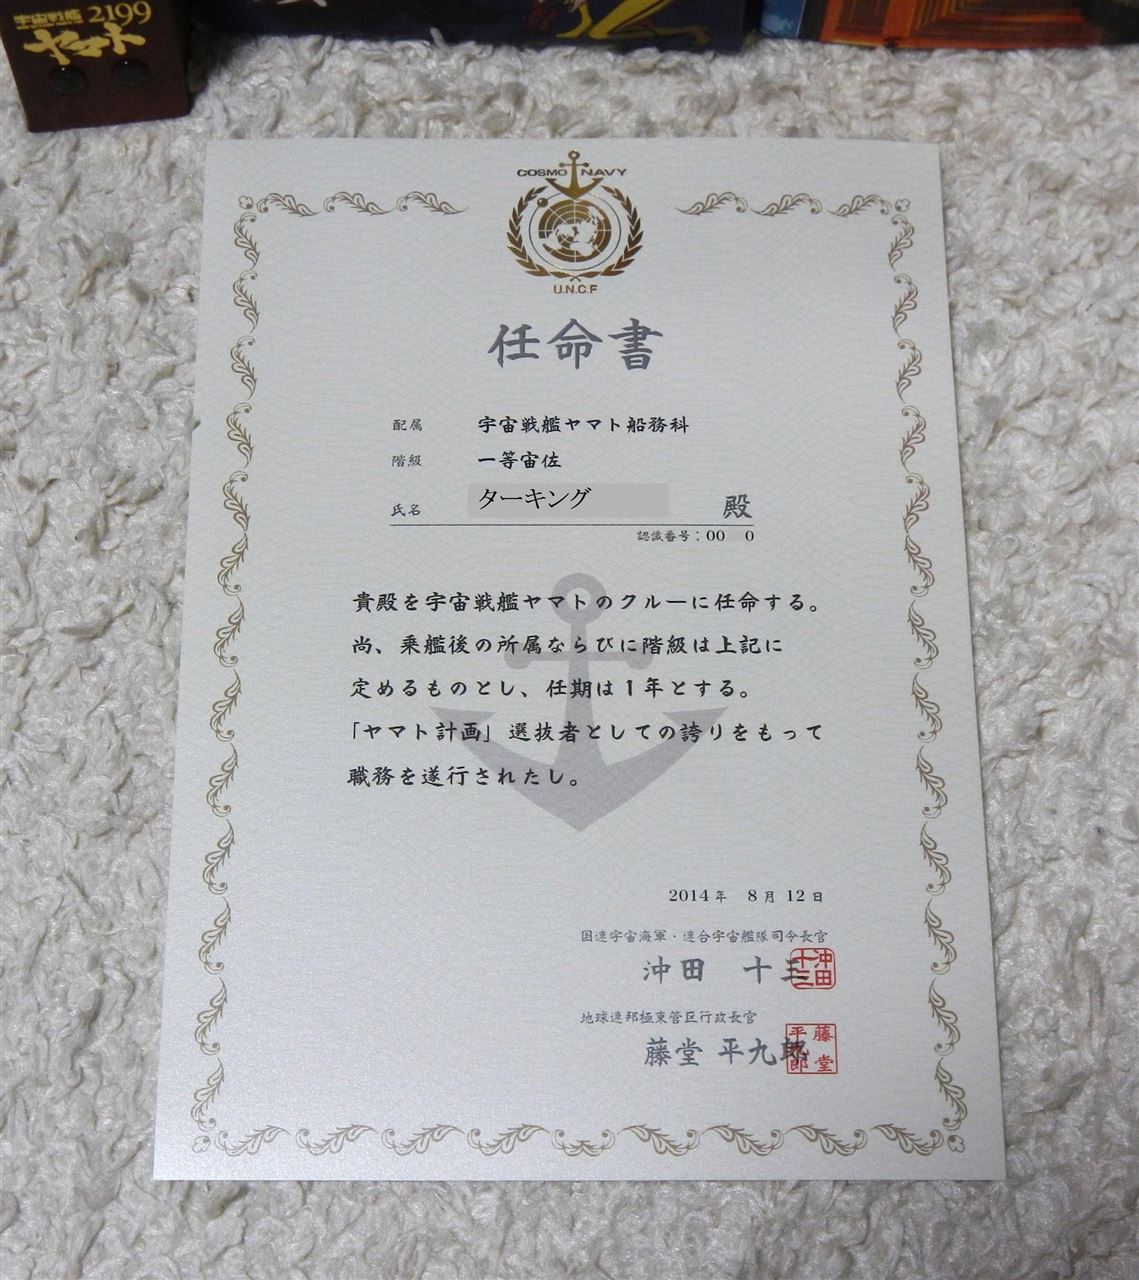 宇宙戦艦 2199
ヤマト
COSMO NAVY
U.N.C.F
任命書
配属 宇宙戦艦ヤマト船務科
階級 一等宙佐
氏名 ターキング 殿
認識番号：00 0
貴殿を宇宙戦艦ヤマトのクルーに任命する。
尚、乗艦後の所属ならびに階級は上記に
定めるものとし、任期は1年とする。
「ヤマト計画」選抜者としての誇りをもって
職務を遂行されたし。
2014年 8月12日
国連宇宙海軍・連合宇宙艦隊司令長官
沖田 十三
沖田十三
地球連邦極東管区行政長官
藤堂 平九郎
藤堂平九郎